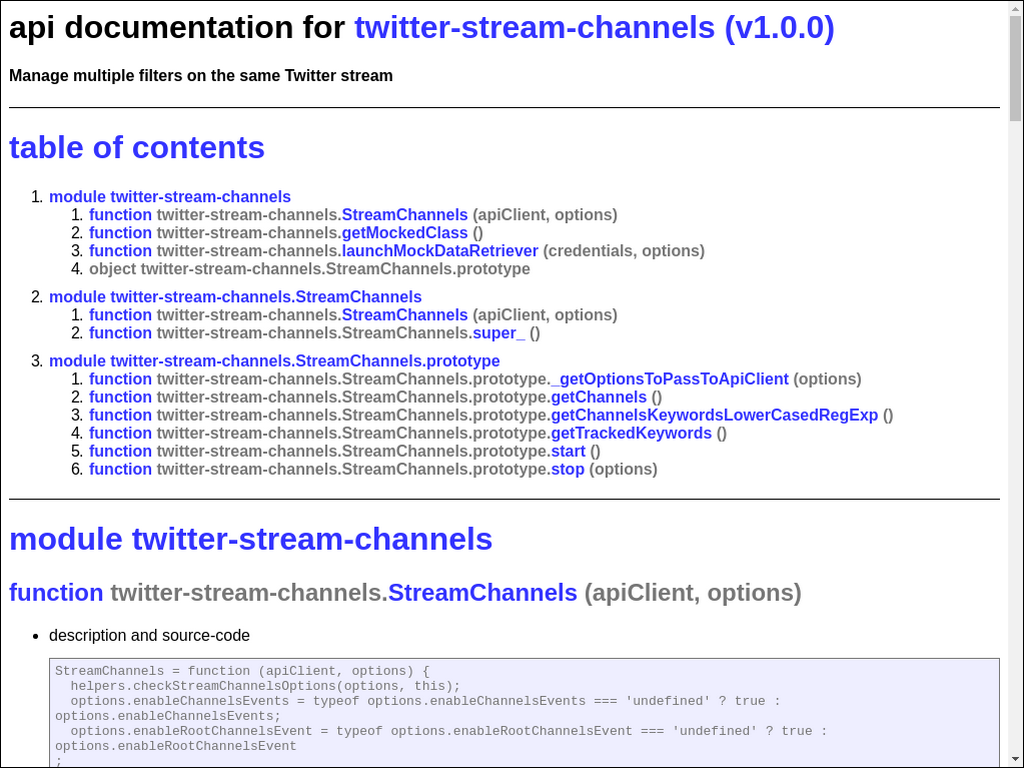 api documentation for twitter-stream-channels (v1.0.0)
Manage multiple filters on the same Twitter stream
table of contents
1. module twitter-stream-channels
1. function twitter-stream-channels.StreamChannels (apiClient, options)
2. function twitter-stream-channels.getMockedClass ()
3. function twitter-stream-channels.launchMockDataRetriever (credentials, options)
4. object twitter-stream-channels.StreamChannels.prototype
2. module twitter-stream-channels.StreamChannels
1. function twitter-stream-channels.StreamChannels (apiClient, options)
2. function twitter-stream-channels.StreamChannels.super_ ()
3. module twitter-stream-channels.StreamChannels.prototype
1. function twitter-stream-channels.StreamChannels.prototype._getOptionsToPassToApiClient (options)
2. function twitter-stream-channels.StreamChannels.prototype.getChannels ()
3. function twitter-stream-channels.StreamChannels.prototype.getChannelsKeywordsLowerCasedRegExp ()
4. function twitter-stream-channels.StreamChannels.prototype.getTrackedKeywords ()
5. function twitter-stream-channels.StreamChannels.prototype.start ()
6. function twitter-stream-channels.StreamChannels.prototype.stop (options)
module twitter-stream-channels
function twitter-stream-channels.StreamChannels (apiClient, options)
• description and source-code
StreamChannels = function (apiClient, options) {
  helpers.checkStreamChannelsOptions(options, this);
  options.enableChannelsEvents = typeof options.enableChannelsEvents === 'undefined' ? true :
options.enableChannelsEvents;
  options.enableRootChannelsEvent = typeof options.enableRootChannelsEvent === 'undefined' ? true :
options.enableRootChannelsEvent
;